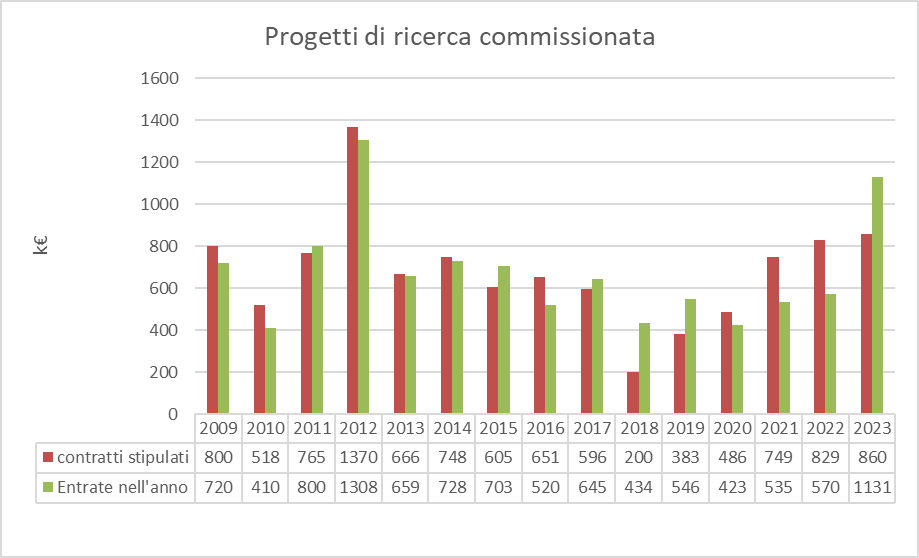 Progetti di ricerca commissionata
1600
1400
1200
1000
800
600
400
200
0
k€
2009 2010 2011 2012 2013 2014 2015 2016 2017 2018 2019 2020 2021 2022 2023
contratti stipulati 800 518 765 1370 666 748 605 651 596 200 383 486 749 829 860
Entrate nell'anno 720 410 800 1308 659 728 703 520 645 434 546 423 535 570 1131